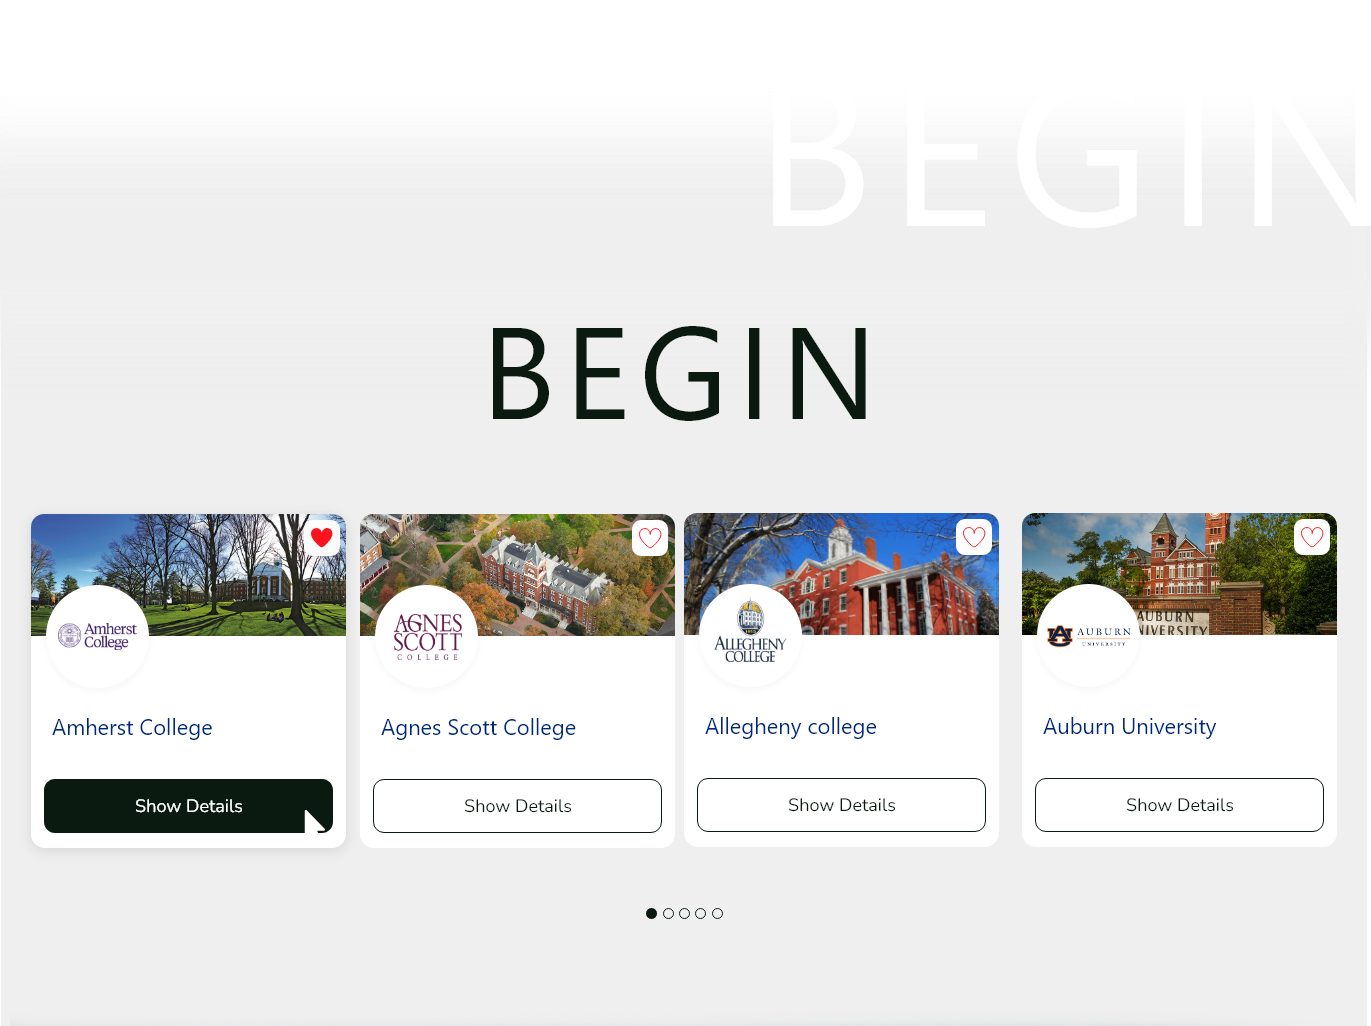 BEGIN
BEGIN
Amherst
College
AGNES
SCOTT
COLLEGE
ALLEGHENY
COLLEGE
AUBURN
UNIVERSITY
AUBURN
UNIVERSITY
Amherst College
Agnes Scott College
Allegheny college
Auburn University
Show Details
Show Details
Show Details
Show Details